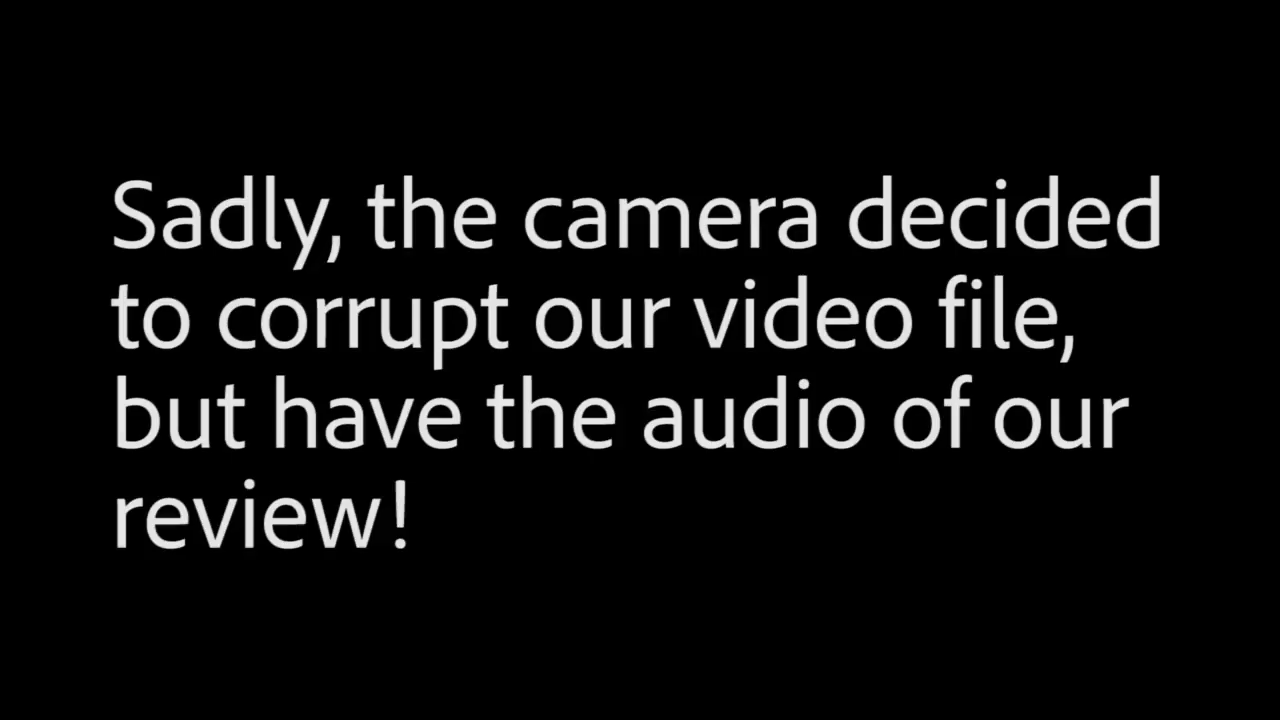 Sadly, the camera decided
to corrupt our video file,
but have the audio of our
review!